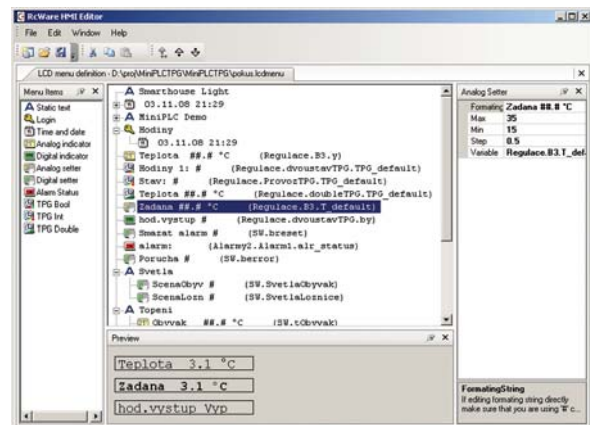 RcWare HMI Editor
File Edit Window Help
LCD menu definition - D:\proj\MiniPLCTPG\MiniPLCTPG\pokus.lcdmenu
Menu Items
Static text
Login
Time and date
Analog indicator
Digital indicator
Analog setter
Digital setter
Alarm Status
TPG Bool
TPG Int
TPG Double
Smarthouse Light
03.11.08 21:29
MiniPLC Demo
Hodiny
03.11.08 21:29
Teplota ##.# °C (Regulace.B3.y)
Hodiny 1: # (Regulace.dvoustavTPG.TPG_default)
Stav: # (Regulace.ProvozTPG.TPG_default)
Teplota ##.# °C (Regulace.doubleTPG.TPG_default)
Zadana ##.# °C (Regulace.B3.T_default)
hod.vystup # (Regulace.dvoustavTPG.by)
Smazat alarm # (SW.breset)
alarm: (Alarmy2.Alarm1.alr_status)
Porucha # (SW.berror)
Svetla
ScenaObyv # (SW.SvetlaObyvak)
ScenaLozn # (SW.SvetlaLoznice)
Topeni
Obyvak ##.# °C (SW.tObyvak)
Analog Setter
Formating Zadana ##.# °C
Max 35
Min 15
Step 0.5
Variable Regulace.B3.T_def
Preview
Teplota 3.1 °C
Zadana 3.1 °C
hod.vystup Vyp
FormatingString
If editing formating string directly
make sure that you are using '#' c...